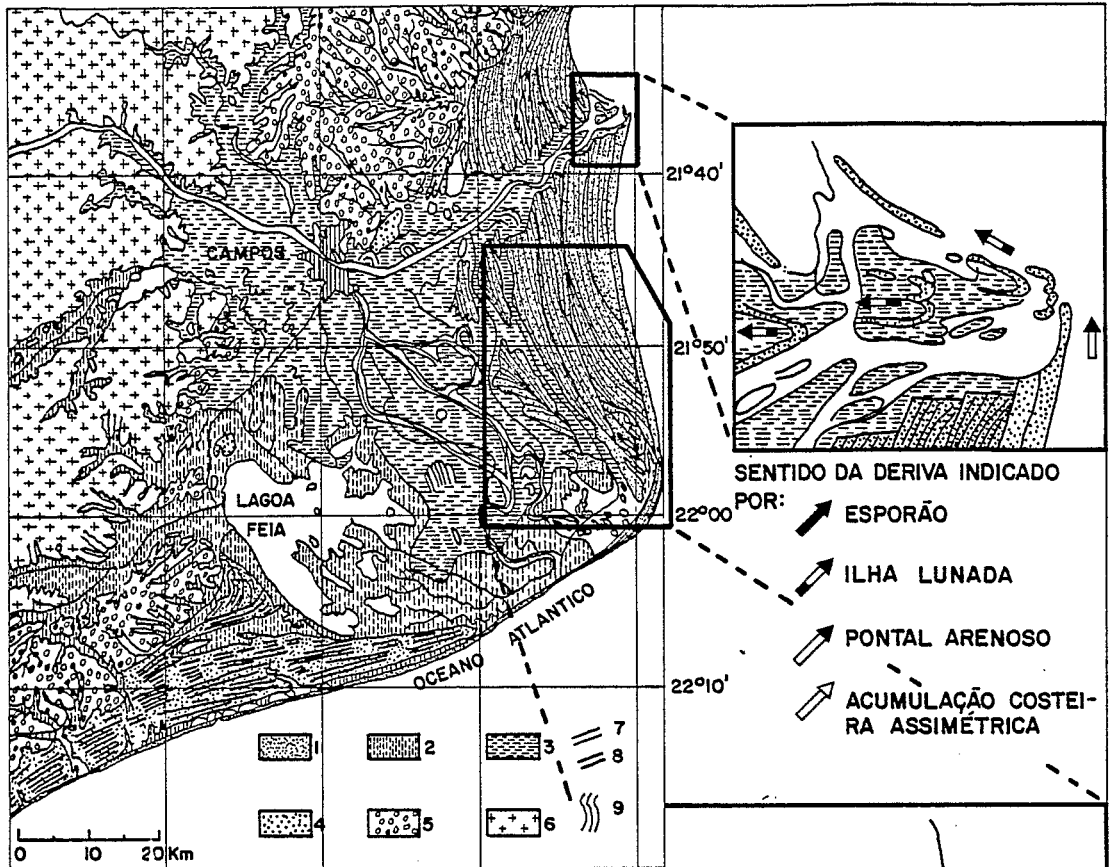 CAMPOS
LAGOA
FEIA
OCEANO ATLANTICO
21°40'
21°50'
22°00'
22°10'
SENTIDO DA DERIVA INDICADO
POR:
ESPORÃO
ILHA LUNADA
PONTAL ARENOSO
ACUMULAÇÃO COSTEI-
RA ASSIMÉTRICA
1
2
3
4
5
6
7
8
9
0 10 20 Km